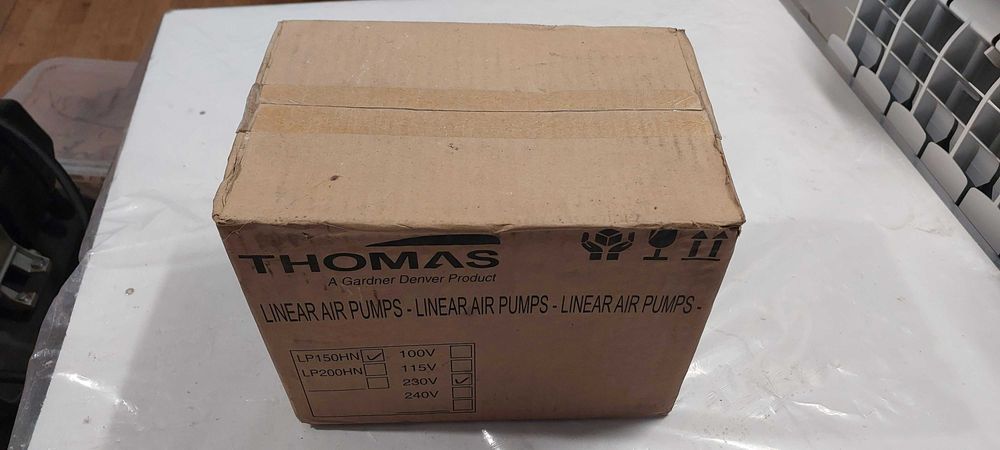 THOMAS
A Gardner Denver Product
LINEAR AIR PUMPS - LINEAR AIR PUMPS - LINEAR AIR PUMPS -
LP150HN ✓ 100V
LP200HN 115V
230V ✓
240V